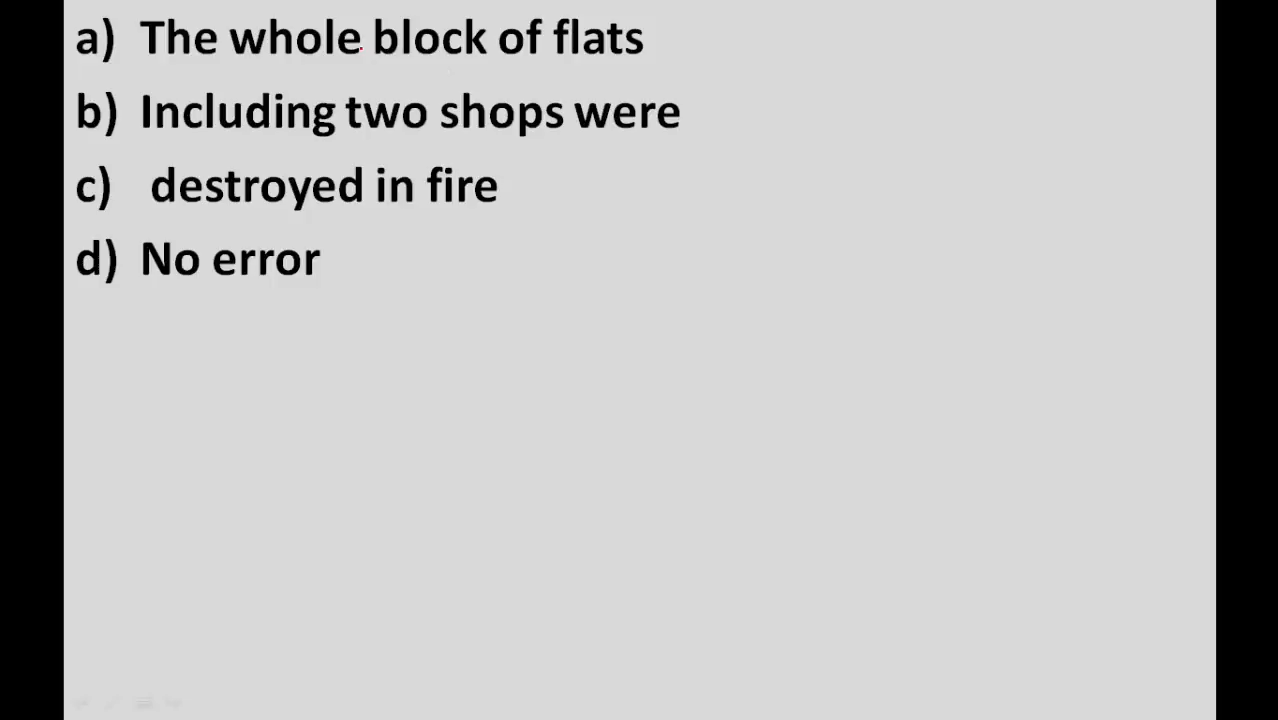 a) The whole block of flats
b) Including two shops were
c) destroyed in fire
d) No error